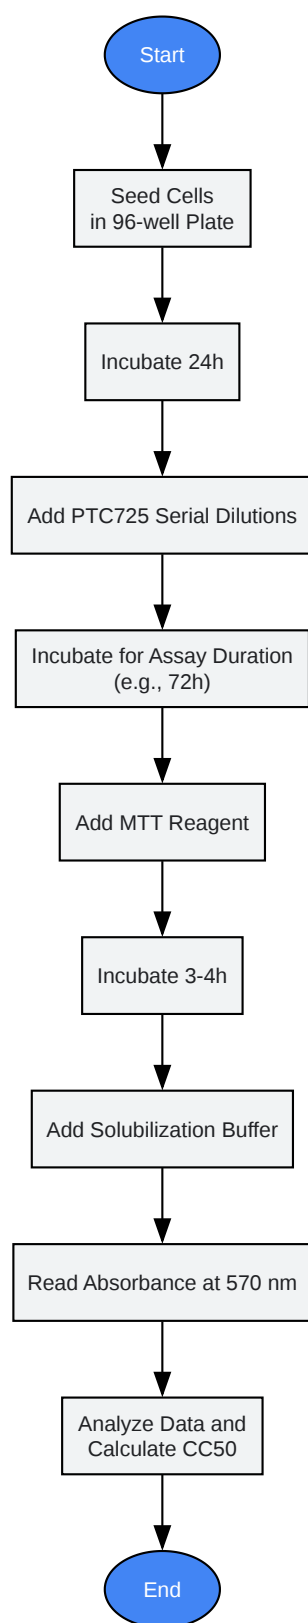 Start
Seed Cells
in 96-well Plate
Incubate 24h
Add PTC725 Serial Dilutions
Incubate for Assay Duration
(e.g., 72h)
Add MTT Reagent
Incubate 3-4h
Add Solubilization Buffer
Read Absorbance at 570 nm
Analyze Data and
Calculate CC50
End